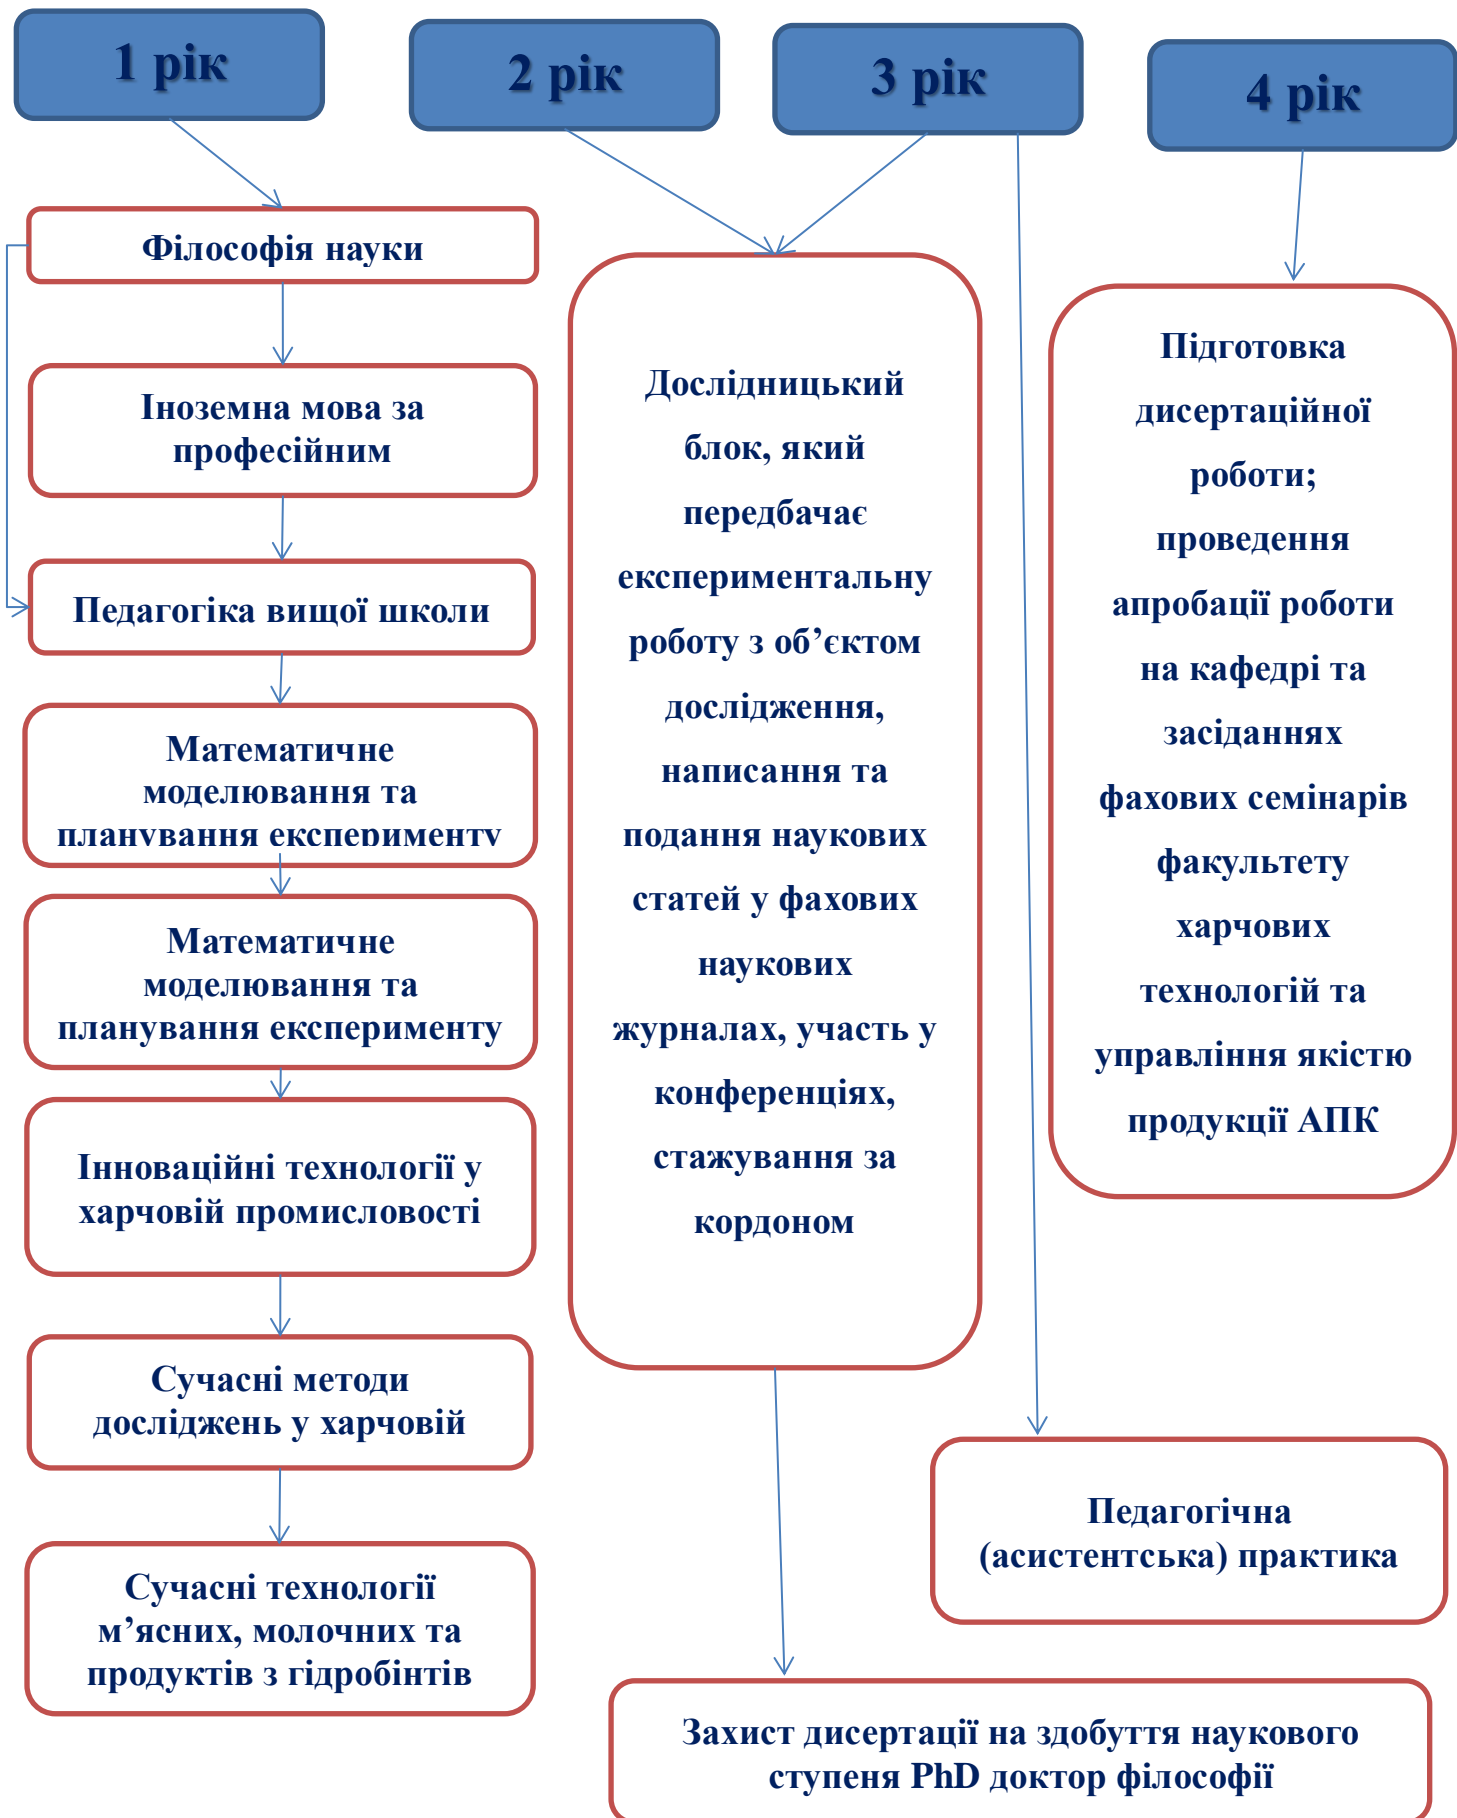 1 рік
2 рік
3 рік
4 рік
Філософія науки
Іноземна мова за
професійним
Педагогіка вищої школи
Математичне
моделювання та
планування експерименту
Математичне
моделювання та
планування експерименту
Інноваційні технології у
харчовій промисловості
Сучасні методи
досліджень у харчовій
Сучасні технології
м’ясних, молочних та
продуктів з гідробінтів
Дослідницький
блок, який
передбачає
експериментальну
роботу з об’єктом
дослідження,
написання та
подання наукових
статей у фахових
наукових
журналах, участь у
конференціях,
стажування за
кордоном
Підготовка
дисертаційної
роботи;
проведення
апробації роботи
на кафедрі та
засіданнях
фахових семінарів
факультету
харчових
технологій та
управління якістю
продукції АПК
Педагогічна
(асистентська) практика
Захист дисертації на здобуття наукового
ступеня PhD доктор філософії